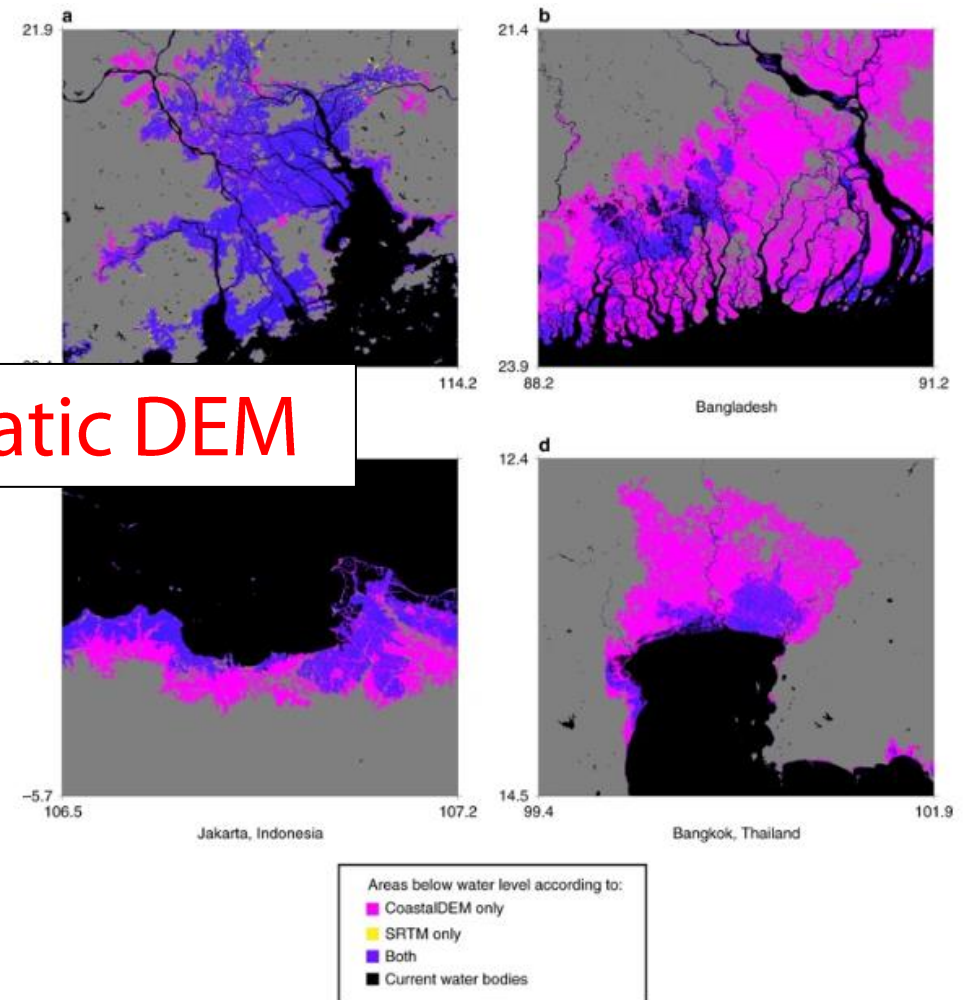 a
b
21.9
21.4
114.2
23.9
88.2
91.2
Bangladesh
atic DEM
d
12.4
–5.7
106.5
107.2
Jakarta, Indonesia
14.5
99.4
101.9
Bangkok, Thailand
Areas below water level according to:
CoastalDEM only
SRTM only
Both
Current water bodies